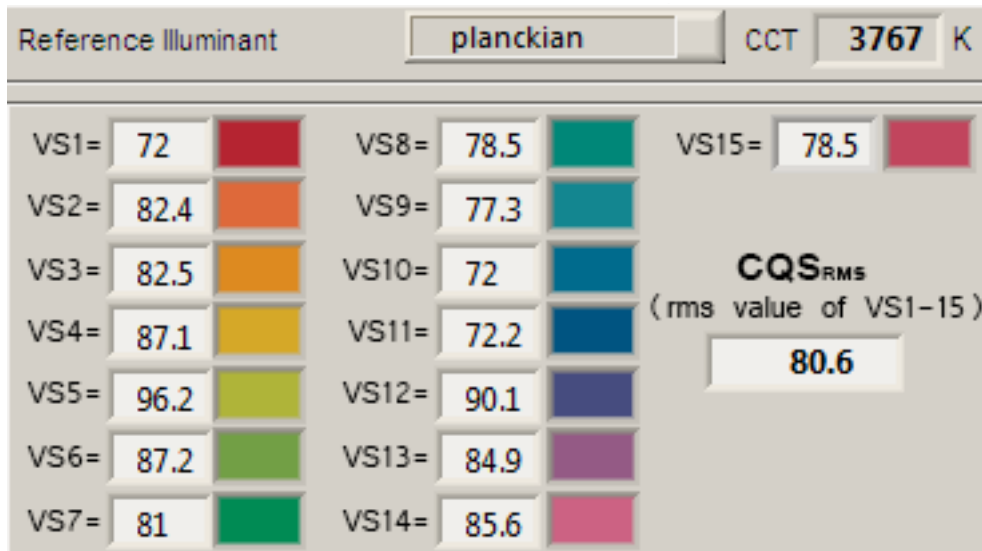 Reference Illuminant planckian CCT 3767 K
VS1= 72 VS8= 78.5 VS15= 78.5
VS2= 82.4 VS9= 77.3
VS3= 82.5 VS10= 72 CQSRMS
(rms value of VS1-15)
VS4= 87.1 VS11= 72.2
80.6
VS5= 96.2 VS12= 90.1
VS6= 87.2 VS13= 84.9
VS7= 81 VS14= 85.6